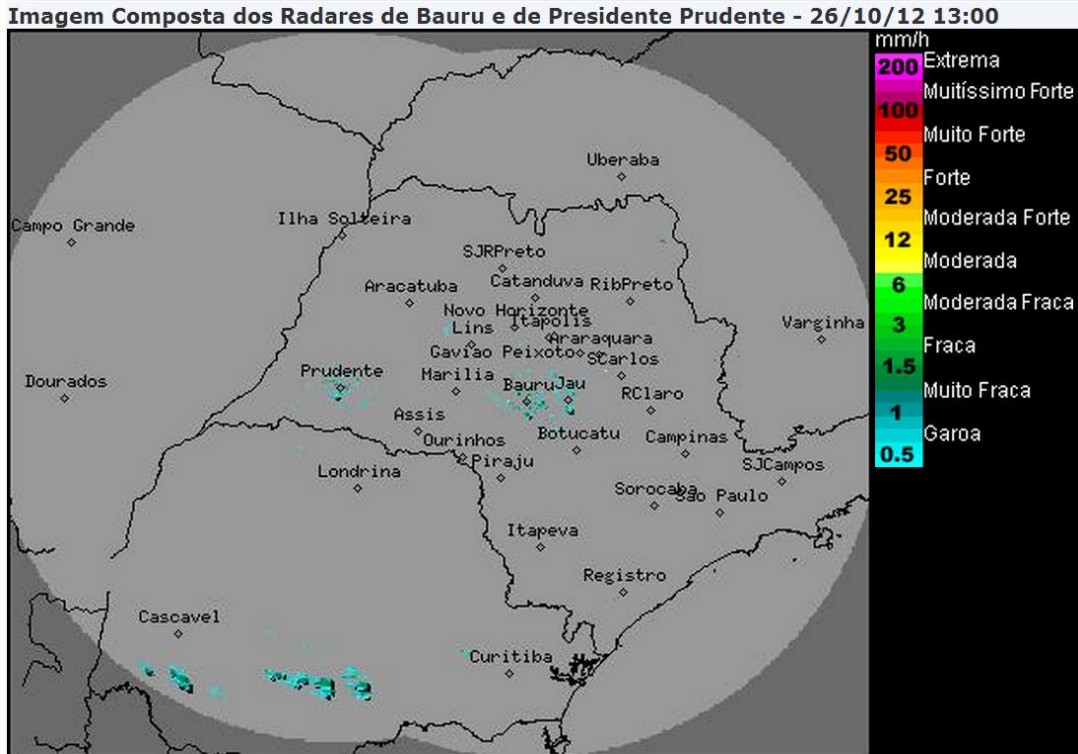 Imagem Composta dos Radares de Bauru e de Presidente Prudente - 26/10/12 13:00
mm/h
200 Extrema
Muitíssimo Forte
100
Muito Forte
50
Forte
25
Moderada Forte
12
Moderada
6
Moderada Fraca
3
Fraca
1.5
Muito Fraca
1
Garoa
0.5
Uberaba
Campo Grande
Ilha Solteira
SJRPreto
Aracatuba
Catanduva
RibPreto
Novo Horizonte
Lins
Itapolis
Araraquara
Varginha
Gaviao Peixoto
SCarlos
Prudente
Marilia
Bauru
Jau
Dourados
RClaro
Assis
Ourinhos
Botucatu
Campinas
Londrina
Piraju
SJCampos
Sorocaba
Sao Paulo
Itapeva
Registro
Cascavel
Curitiba